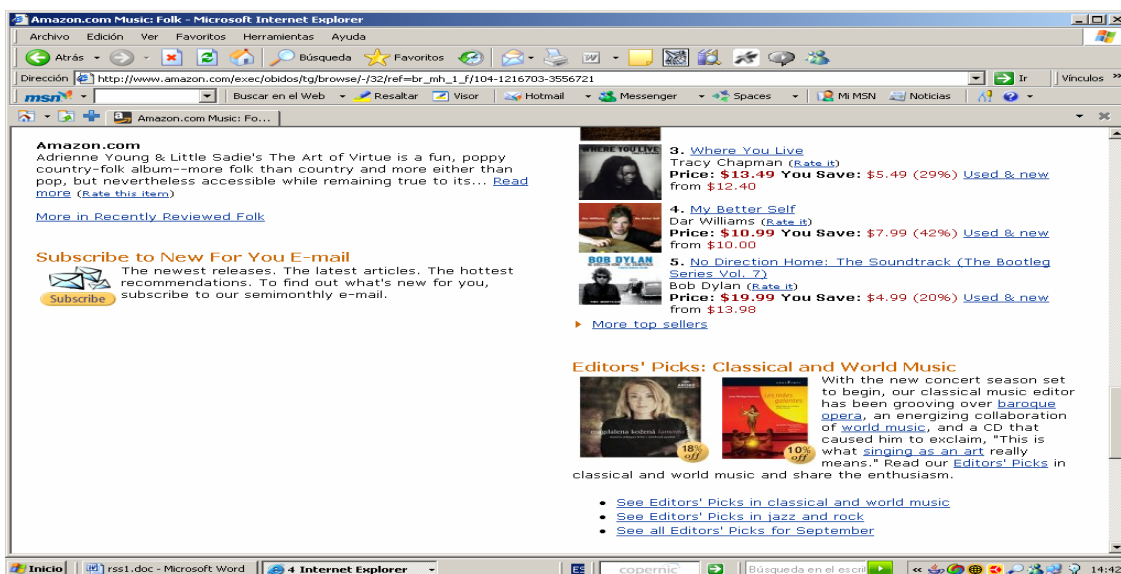 Amazon.com Music: Folk - Microsoft Internet Explorer
Archivo Edición Ver Favoritos Herramientas Ayuda
Atrás Búsqueda Favoritos
Dirección http://www.amazon.com/exec/obidos/tg/browse/-/32/ref=br_mh_1_f/104-1216703-3556721 Ir Vínculos »
msn Buscar en el Web Resaltar Visor Hotmail Messenger Spaces Mi MSN Noticias
Amazon.com Music: Fo...
Amazon.com
Adrienne Young & Little Sadie's The Art of Virtue is a fun, poppy
country-folk album--more folk than country and more either than
pop, but nevertheless accessible while remaining true to its... Read
more (Rate this item)
More in Recently Reviewed Folk
Subscribe to New For You E-mail
The newest releases. The latest articles. The hottest
recommendations. To find out what's new for you,
subscribe to our semimonthly e-mail.
Subscribe
WHERE YOU LIVE
3. Where You Live
Tracy Chapman (Rate it)
Price: $13.49 You Save: $5.49 (29%) Used & new
from $12.40
4. My Better Self
Dar Williams (Rate it)
Price: $10.99 You Save: $7.99 (42%) Used & new
from $10.00
BOB DYLAN
5. No Direction Home: The Soundtrack (The Bootleg
Series Vol. 7)
Bob Dylan (Rate it)
Price: $19.99 You Save: $4.99 (20%) Used & new
from $13.98
More top sellers
Editors' Picks: Classical and World Music
magdalena kožená lamento
18% off
10% off
With the new concert season set
to begin, our classical music editor
has been grooving over baroque
opera, an energizing collaboration
of world music, and a CD that
caused him to exclaim, "This is
what singing as an art really
means." Read our Editors' Picks in
classical and world music and share the enthusiasm.
• See Editors' Picks in classical and world music
• See Editors' Picks in jazz and rock
• See all Editors' Picks for September
Inicio rss1.doc - Microsoft Word 4 Internet Explorer ES copernic Búsqueda en el escrit « 14:42